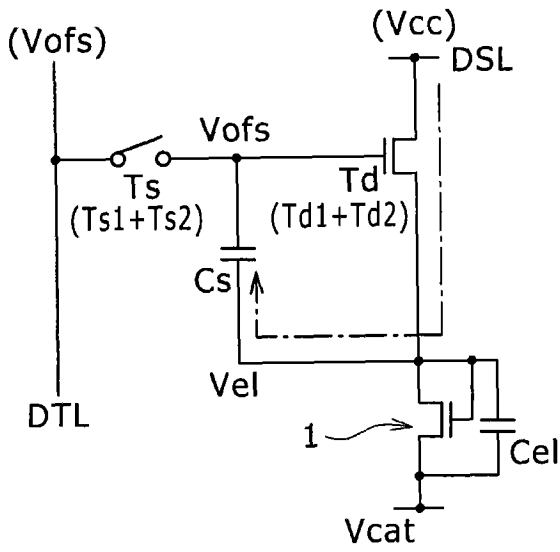 (Vofs)
(Vcc)
DSL
Vofs
Ts
(Ts1+Ts2)
Td
(Td1+Td2)
Cs
Vel
DTL
1
Cel
Vcat